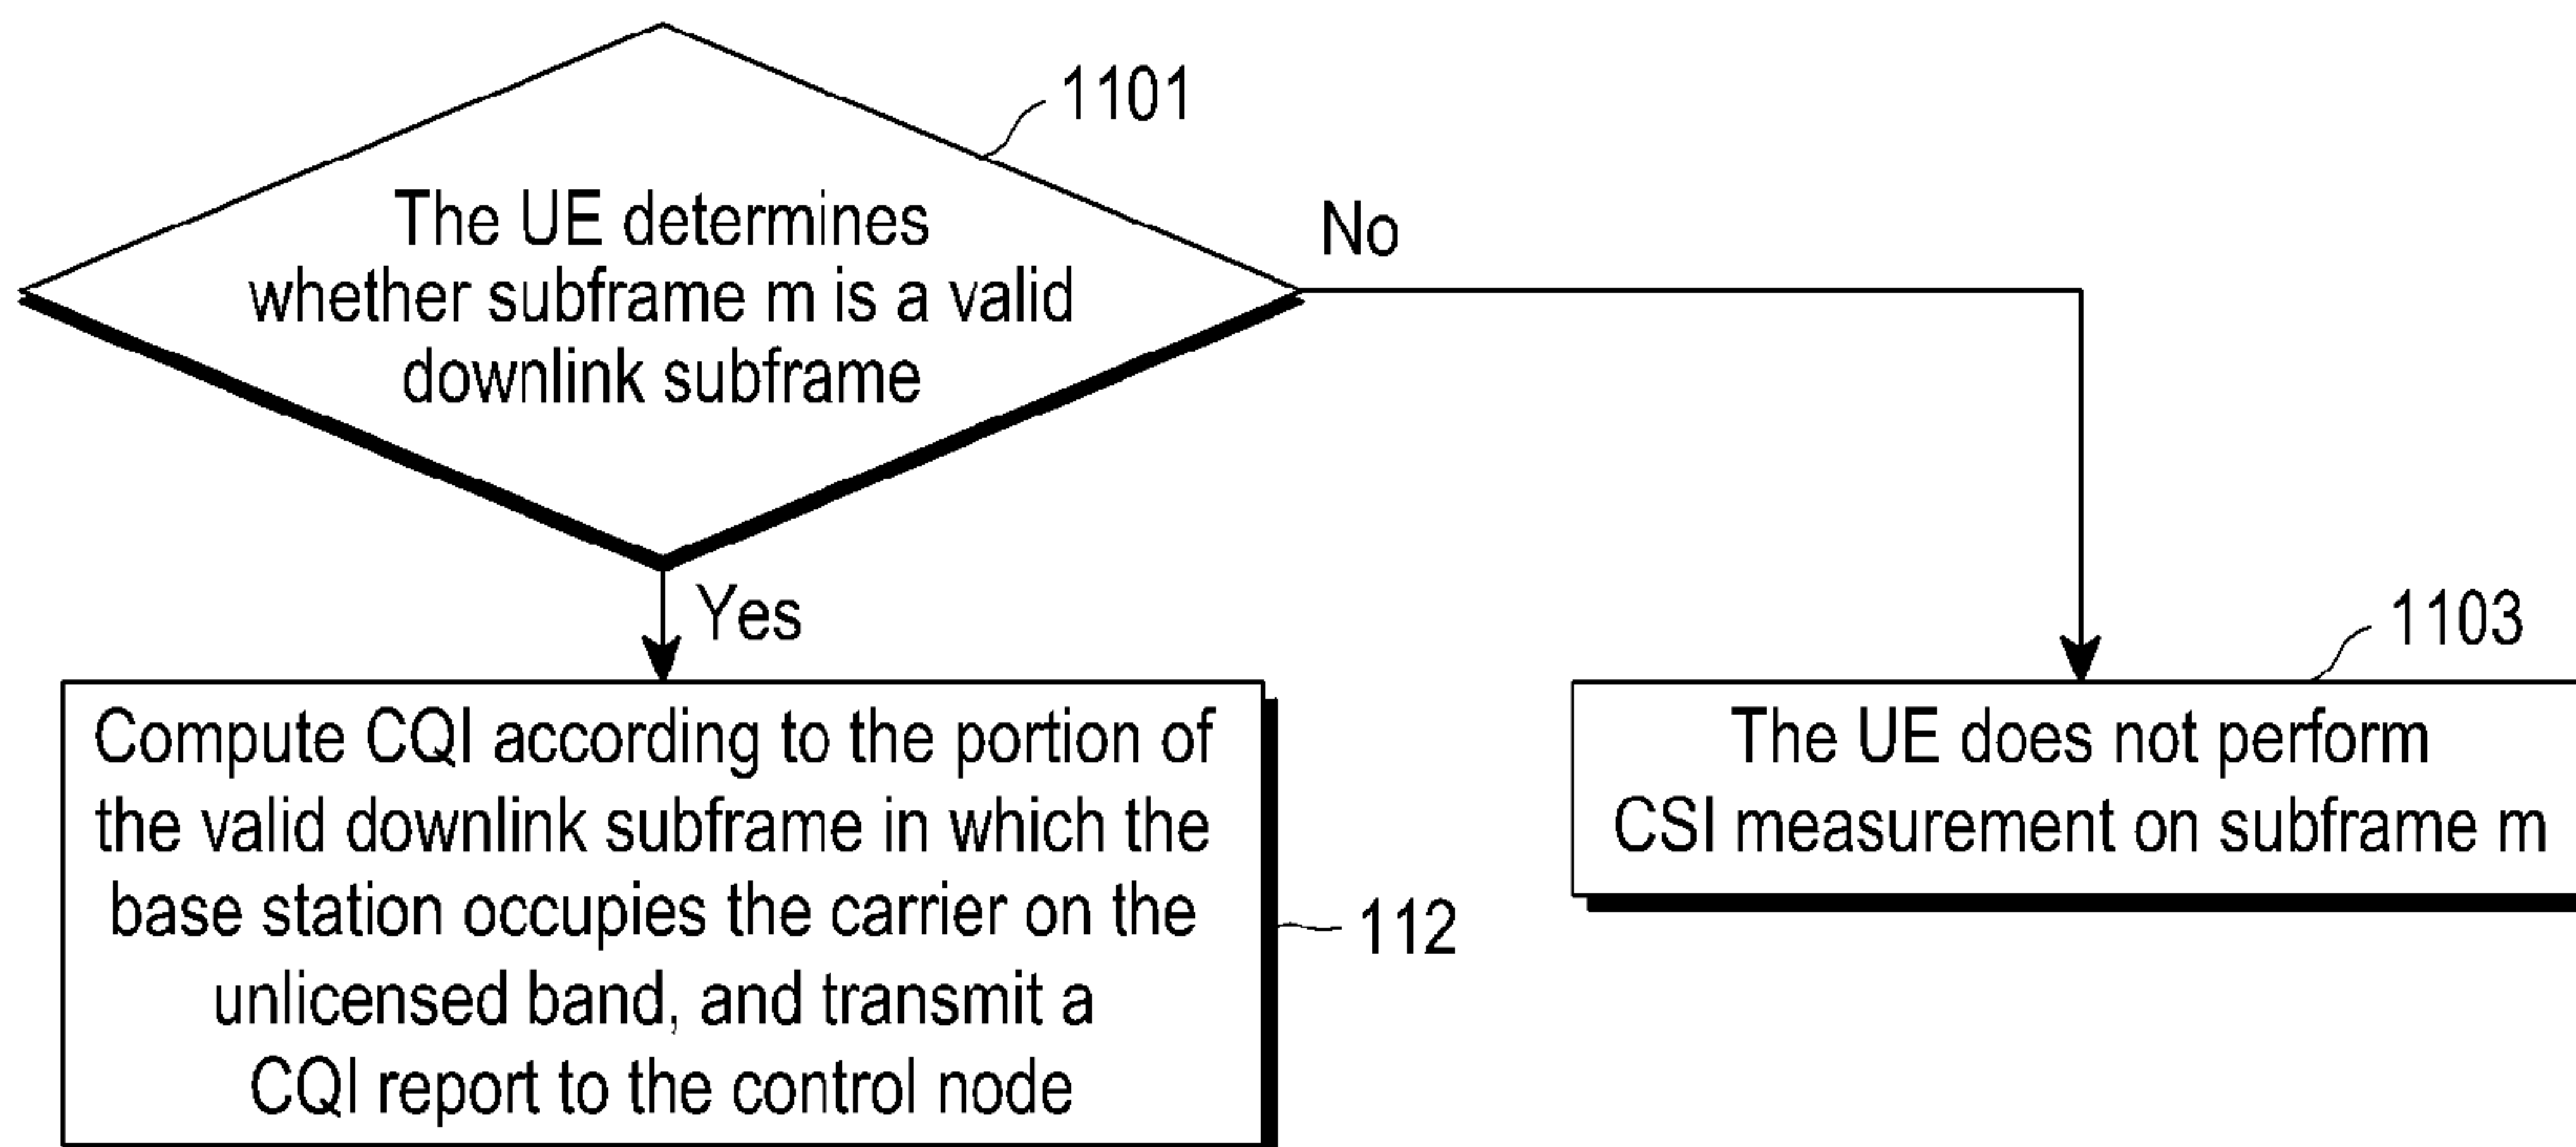 1101
The UE determines
whether subframe m is a valid
downlink subframe
No
Yes
Compute CQI according to the portion of
the valid downlink subframe in which the
base station occupies the carrier on the
unlicensed band, and transmit a
CQI report to the control node
112
1103
The UE does not perform
CSI measurement on subframe m